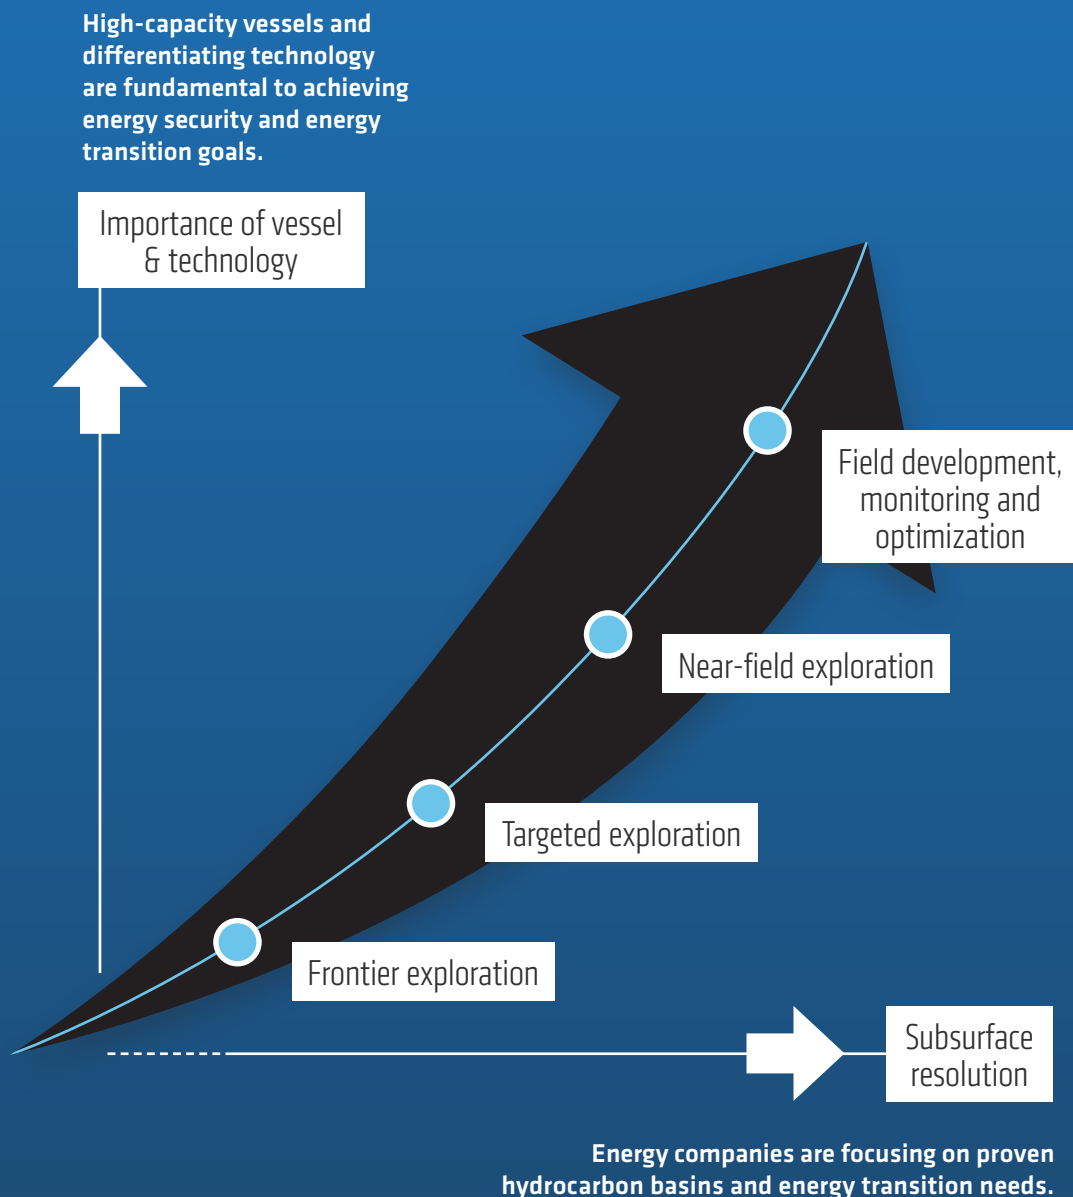 High-capacity vessels and
differentiating technology
are fundamental to achieving
energy security and energy
transition goals.
Importance of vessel
& technology
Field development,
monitoring and
optimization
Near-field exploration
Targeted exploration
Frontier exploration
Subsurface
resolution
Energy companies are focusing on proven
hydrocarbon basins and energy transition needs.